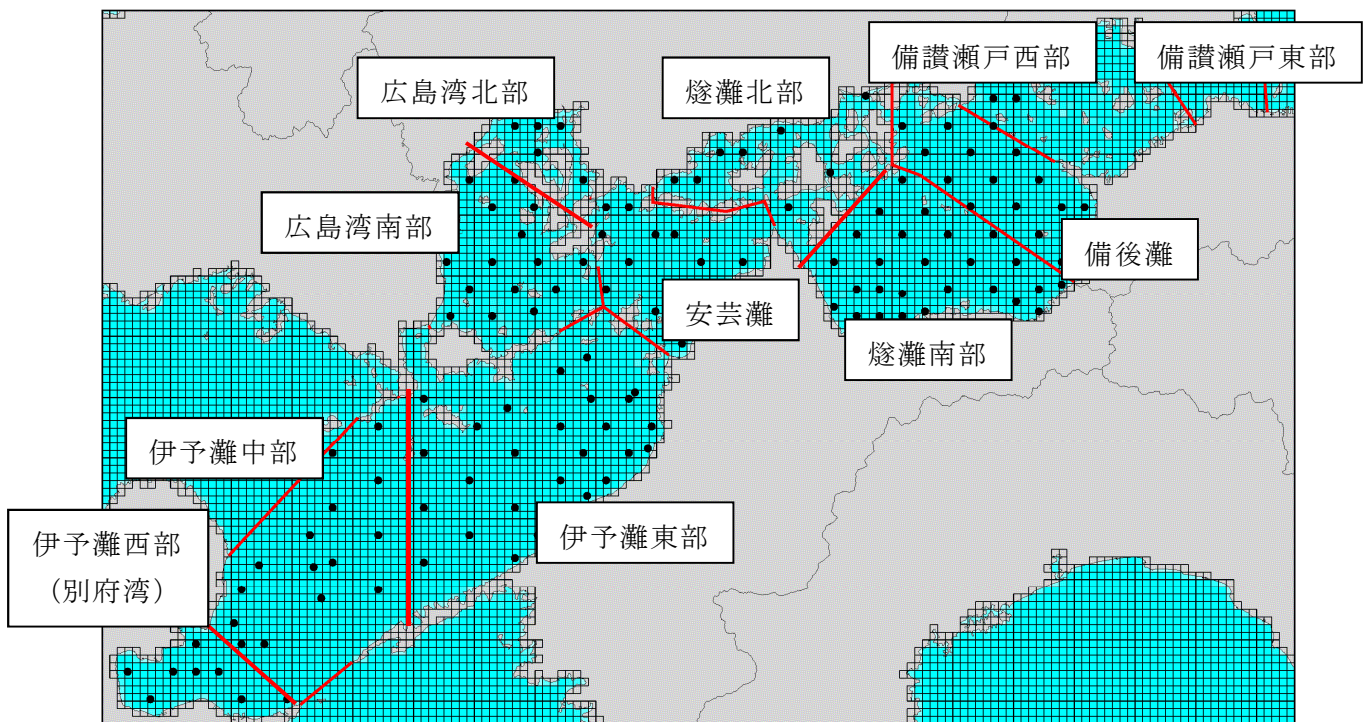 備讃瀬戸西部
備讃瀬戸東部
広島湾北部
燧灘北部
広島湾南部
備後灘
安芸灘
燧灘南部
伊予灘中部
伊予灘西部
（別府湾）
伊予灘東部